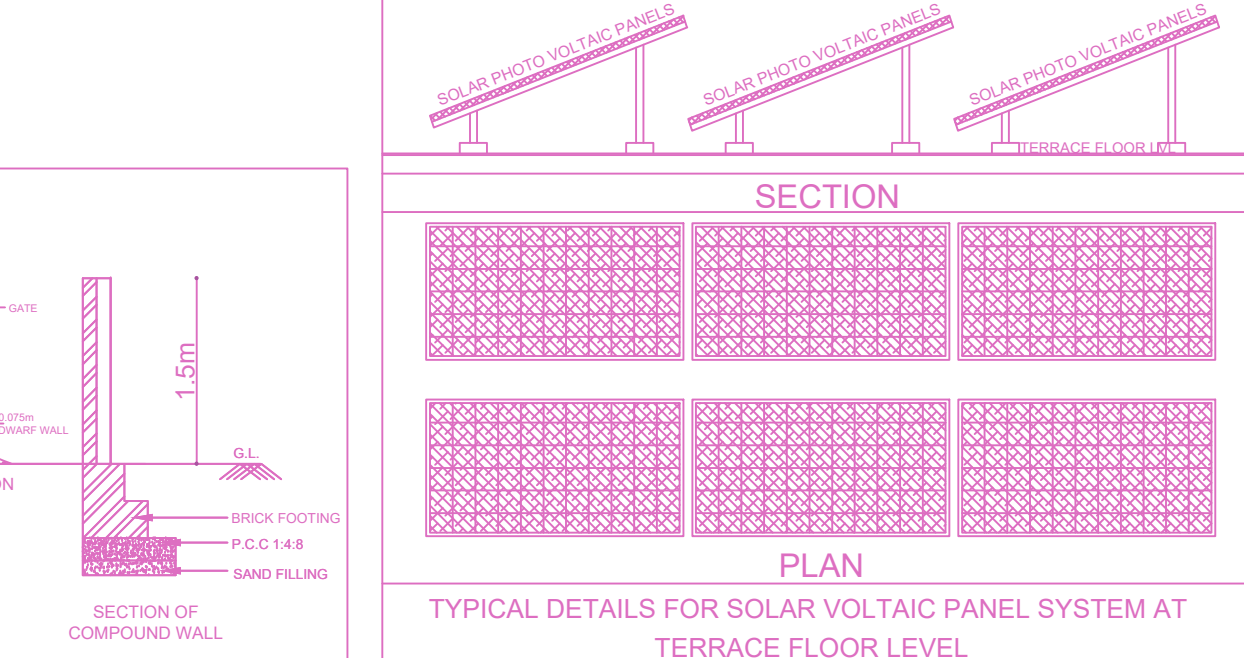 SOLAR PHOTO VOLTAIC PANELS
SOLAR PHOTO VOLTAIC PANELS
SOLAR PHOTO VOLTAIC PANELS
TERRACE FLOOR LVL
SECTION
PLAN
TYPICAL DETAILS FOR SOLAR VOLTAIC PANEL SYSTEM AT
TERRACE FLOOR LEVEL
GATE
1.5m
0.075m
DWARF WALL
G.L.
ON
BRICK FOOTING
P.C.C 1:4:8
SAND FILLING
SECTION OF
COMPOUND WALL